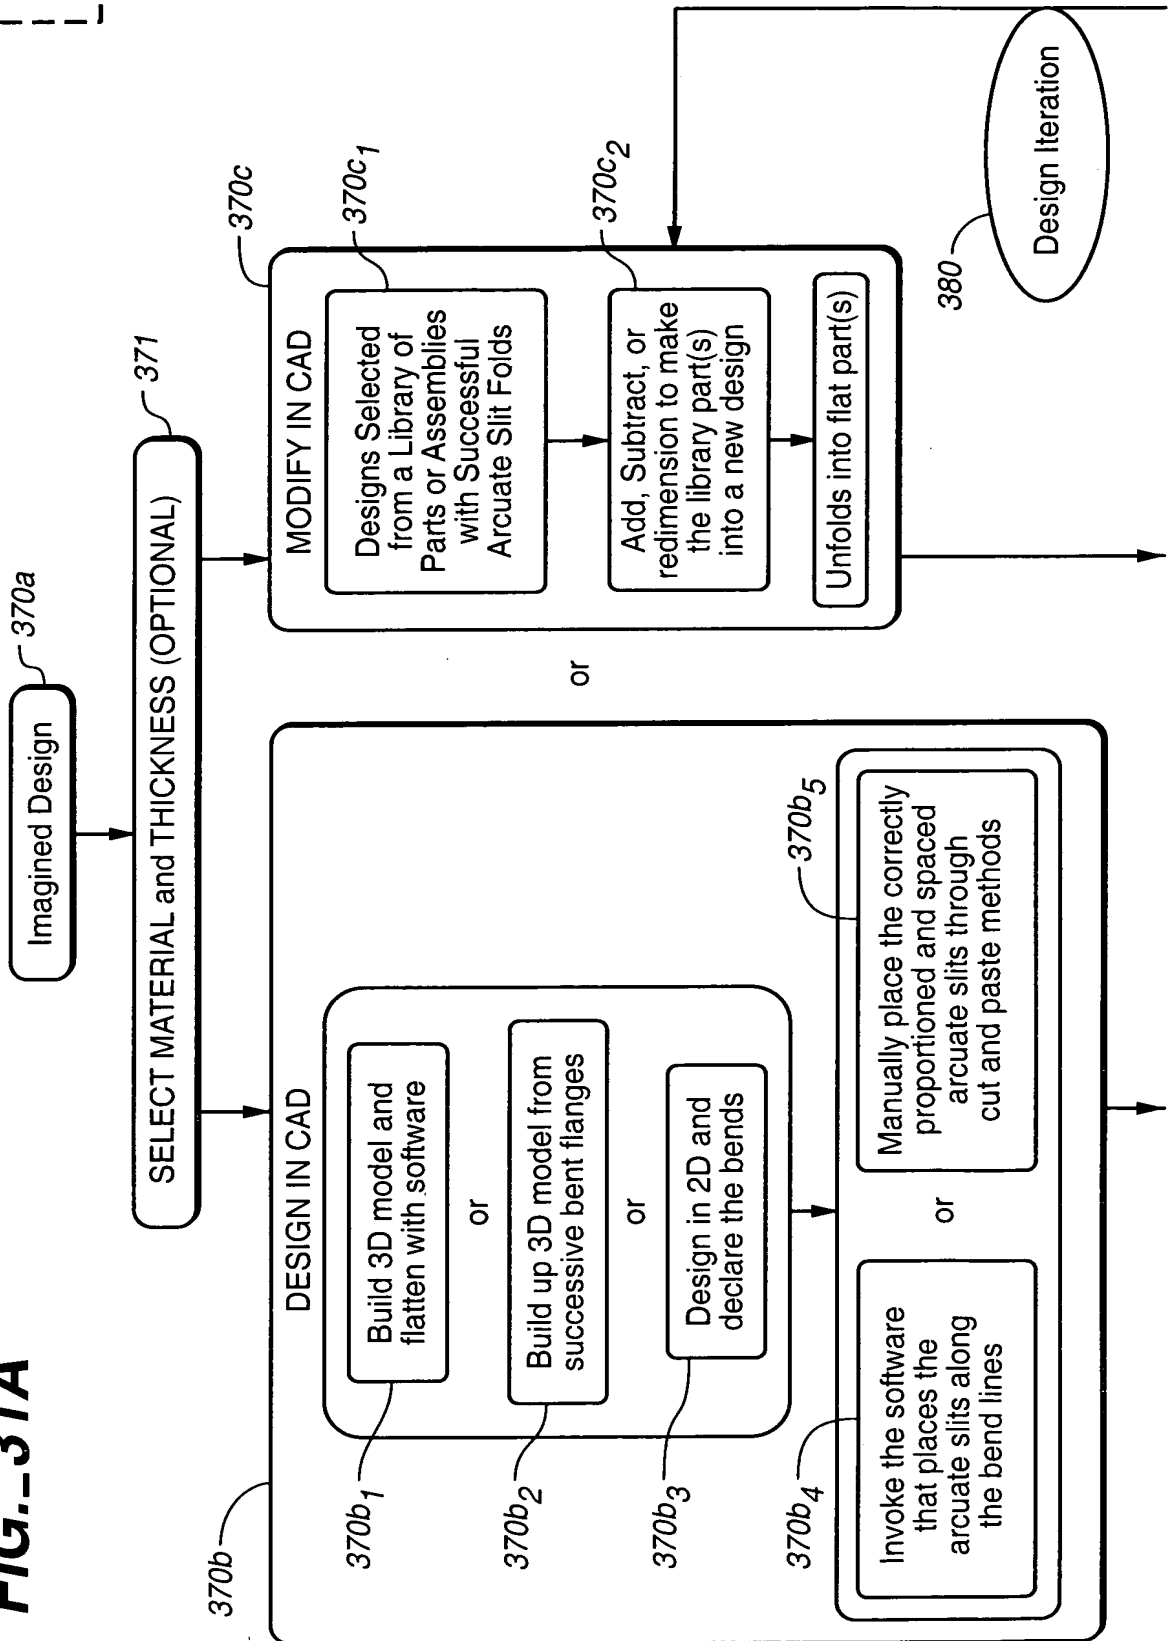 FIG._31A
Imagined Design
370a
SELECT MATERIAL and THICKNESS (OPTIONAL)
371
370b
DESIGN IN CAD
370b1
Build 3D model and
flatten with software
or
370b2
Build up 3D model from
successive bent flanges
or
370b3
Design in 2D and
declare the bends
370b4
Invoke the software
that places the
arcuate slits along
the bend lines
or
370b5
Manually place the correctly
proportioned and spaced
arcuate slits through
cut and paste methods
or
370c
MODIFY IN CAD
370c1
Designs Selected
from a Library of
Parts or Assemblies
with Successful
Arcuate Slit Folds
370c2
Add, Subtract, or
redimension to make
the library part(s)
into a new design
Unfolds into flat part(s)
380
Design Iteration